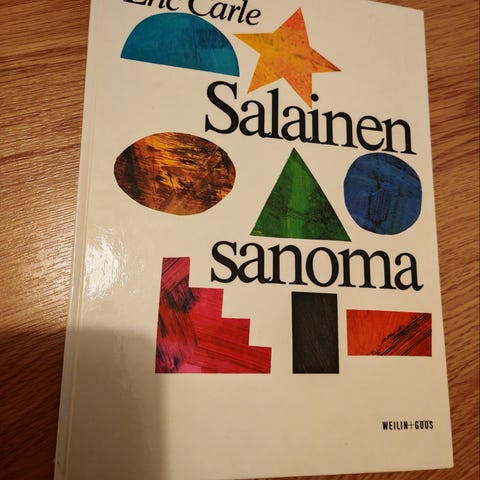 Eric Carle
Salainen
sanoma
WEILIN+GÖÖS